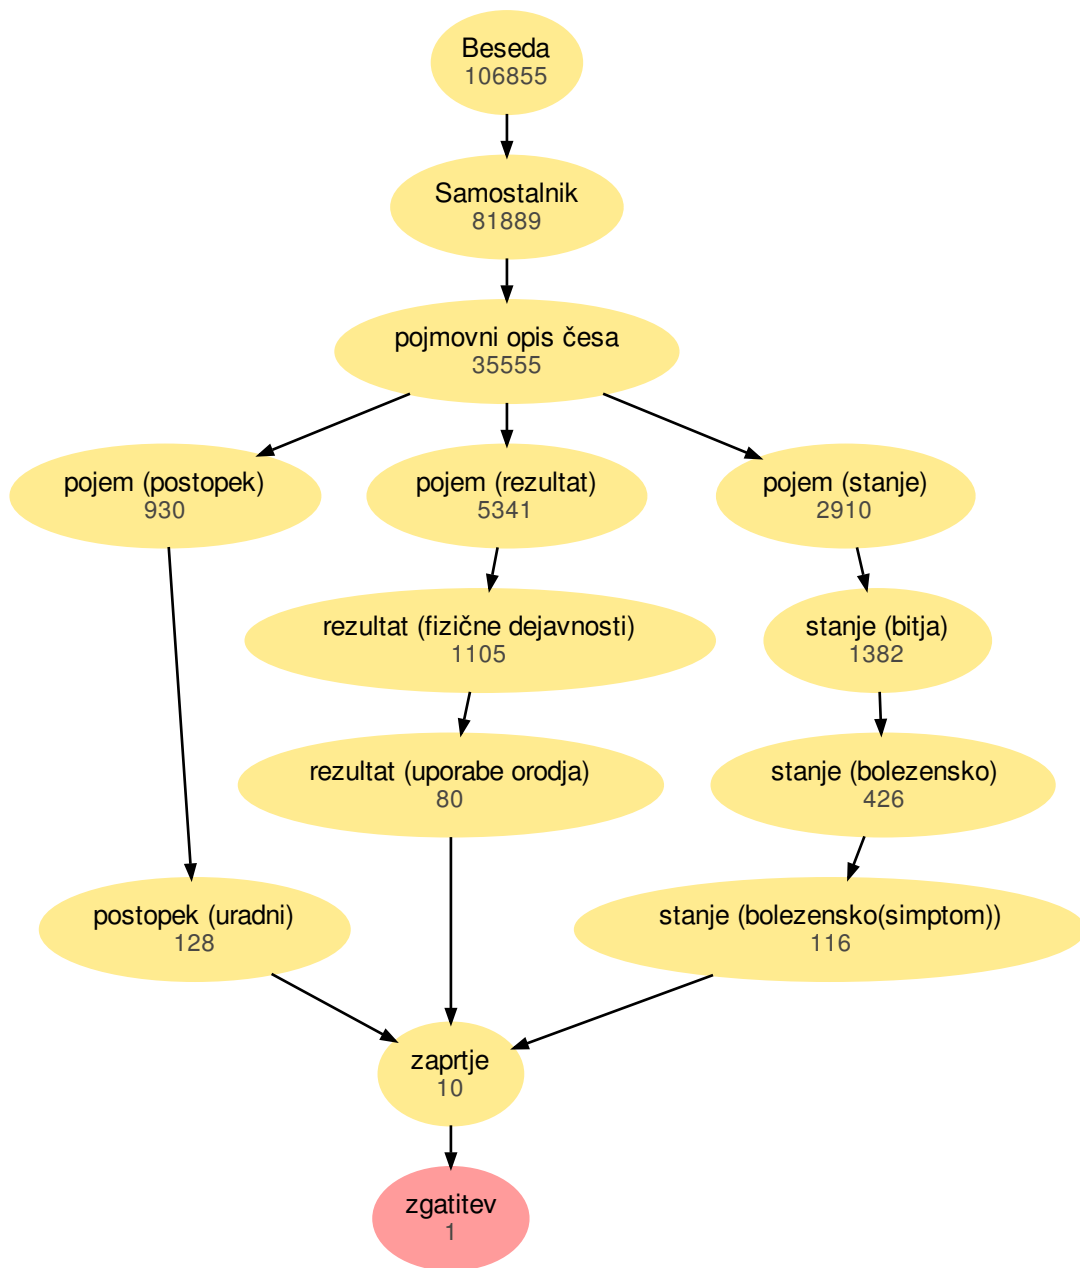 Beseda
106855
Samostalnik
81889
pojmovni opis česa
35555
pojem (postopek)
930
pojem (rezultat)
5341
pojem (stanje)
2910
rezultat (fizične dejavnosti)
1105
stanje (bitja)
1382
rezultat (uporabe orodja)
80
stanje (bolezensko)
426
postopek (uradni)
128
stanje (bolezensko(simptom))
116
zaprtje
10
zgatitev
1